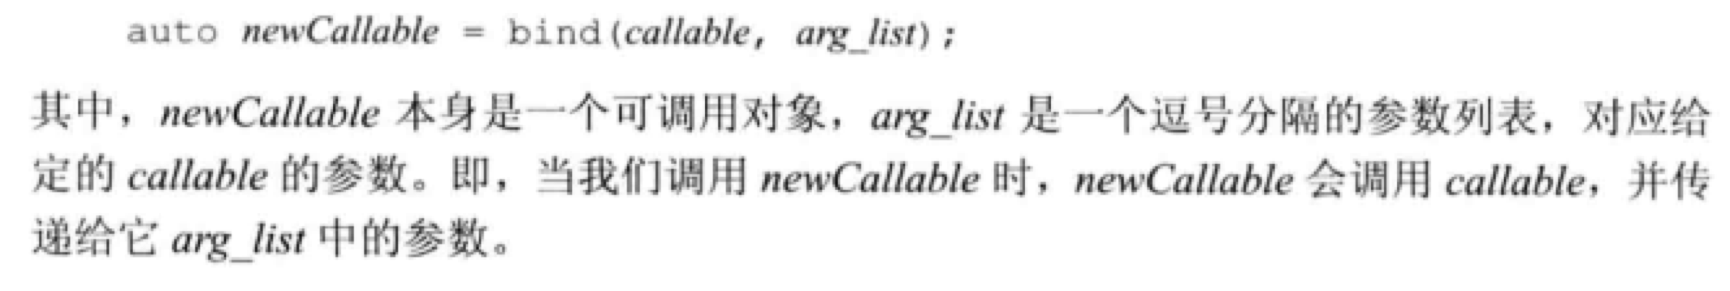 auto newCallable = bind(callable, arg_list);
其中，newCallable 本身是一个可调用对象，arg_list 是一个逗号分隔的参数列表，对应给
定的 callable 的参数。即，当我们调用 newCallable 时，newCallable 会调用 callable，并传
递给它 arg_list 中的参数。